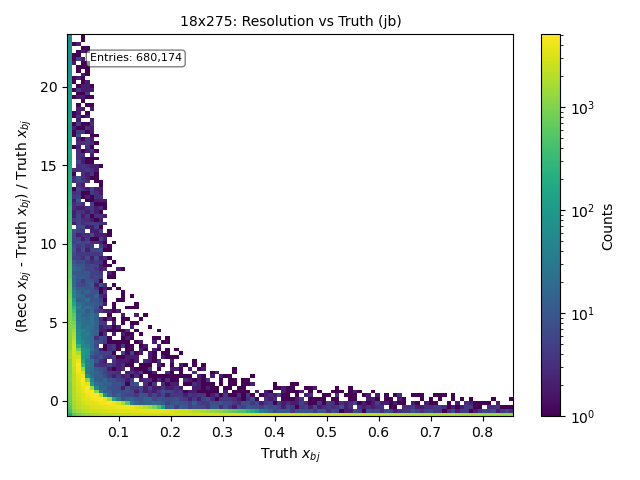 18x275: Resolution vs Truth (jb)
Entries: 680,174
(Reco x_bj - Truth x_bj) / Truth x_bj
20
15
10
5
0
0.1 0.2 0.3 0.4 0.5 0.6 0.7 0.8
Truth x_bj
10^3
10^2
10^1
10^0
Counts